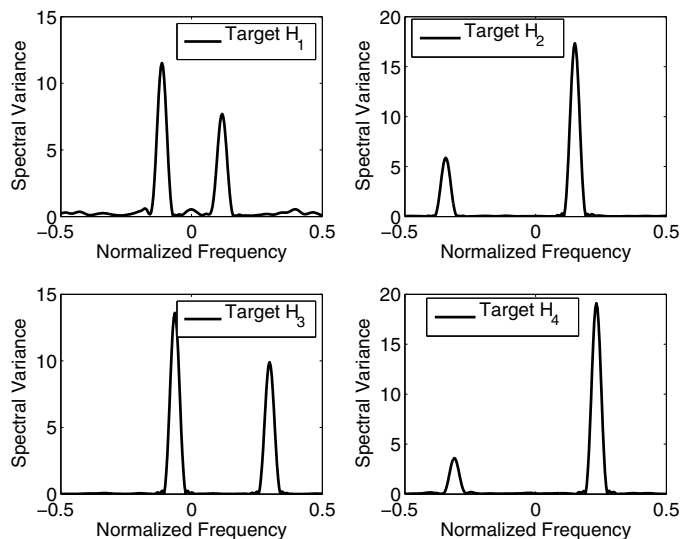 Target H1
Spectral Variance
15
10
5
0
−0.5
0
0.5
Normalized Frequency
Target H2
Spectral Variance
20
15
10
5
0
−0.5
0
0.5
Normalized Frequency
Target H3
Spectral Variance
15
10
5
0
−0.5
0
0.5
Normalized Frequency
Target H4
Spectral Variance
20
15
10
5
0
−0.5
0
0.5
Normalized Frequency